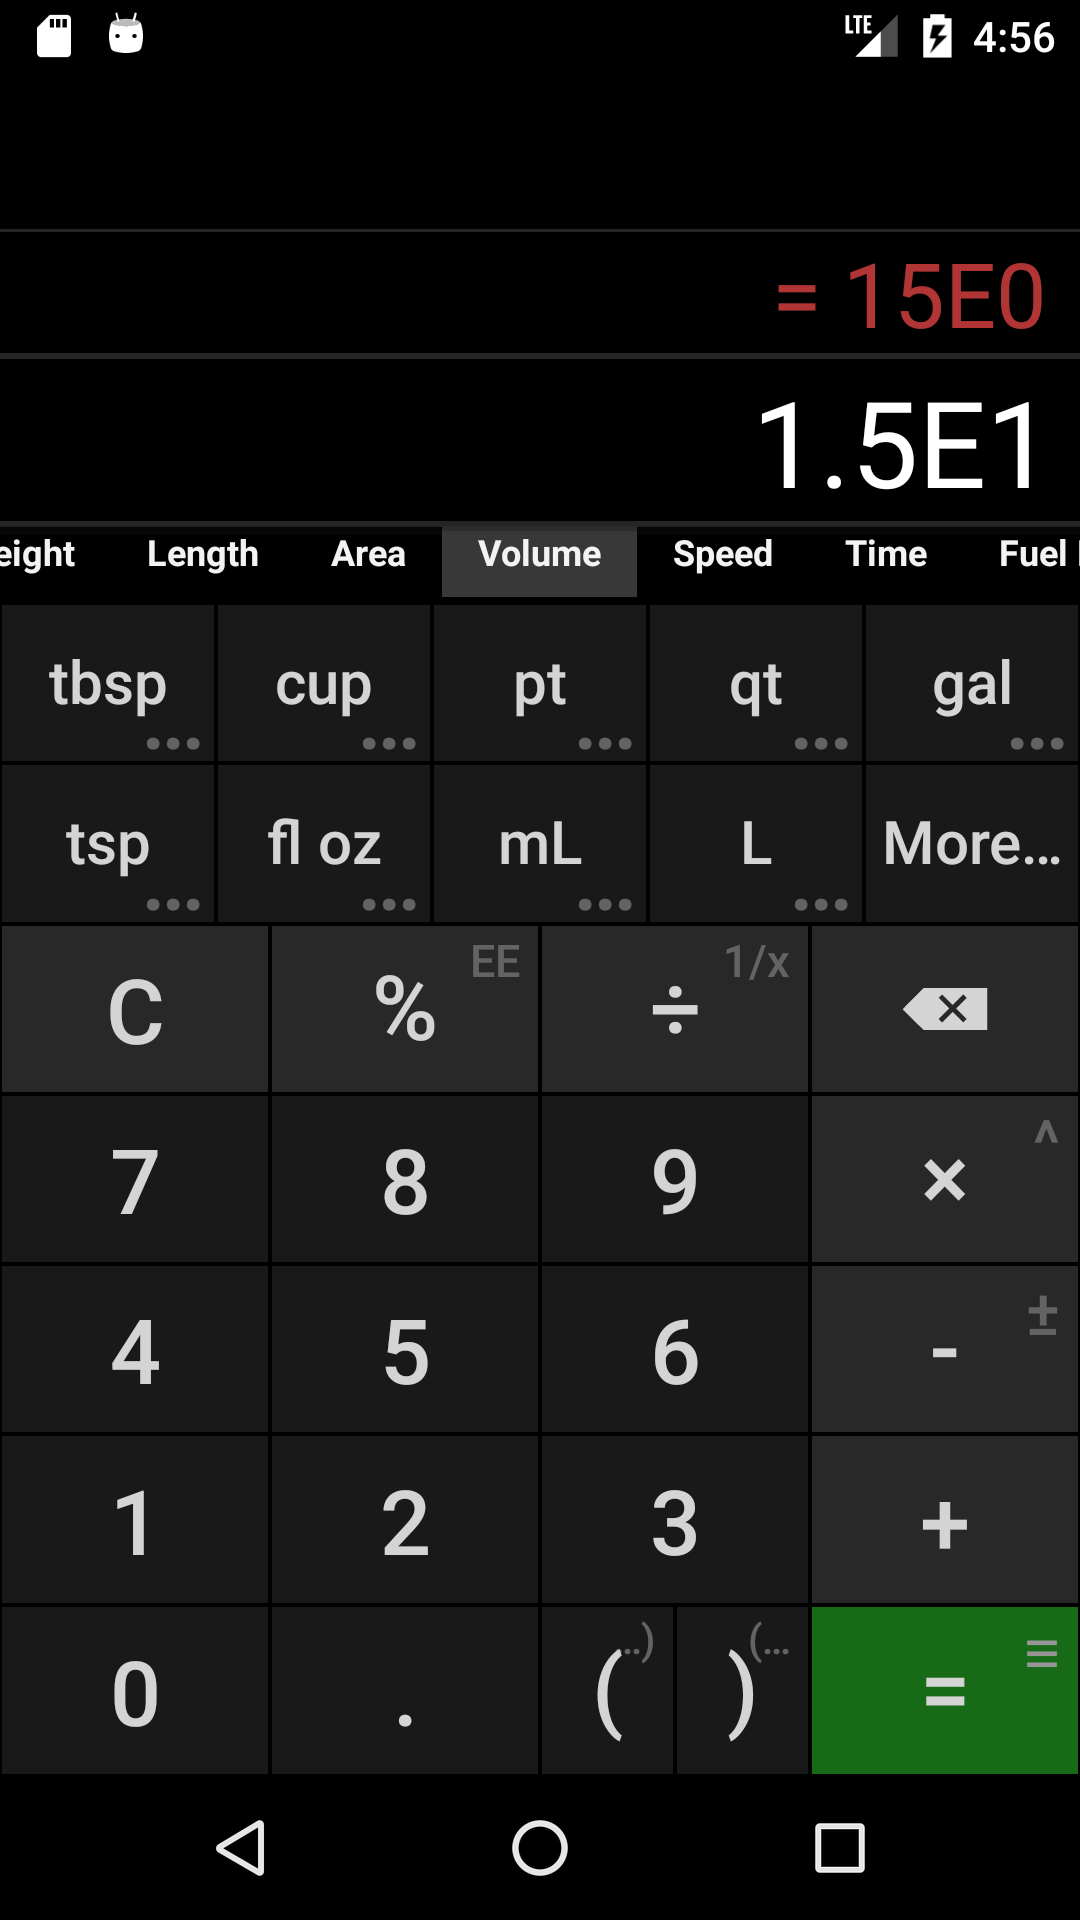 LTE 4:56
= 15E0
1.5E1
eight Length Area Volume Speed Time Fuel
tbsp cup pt qt gal
tsp fl oz mL L More...
C % EE ÷ 1/x
7 8 9 × ^
4 5 6 - ±
1 2 3 +
0 . ( ..) ) (... =